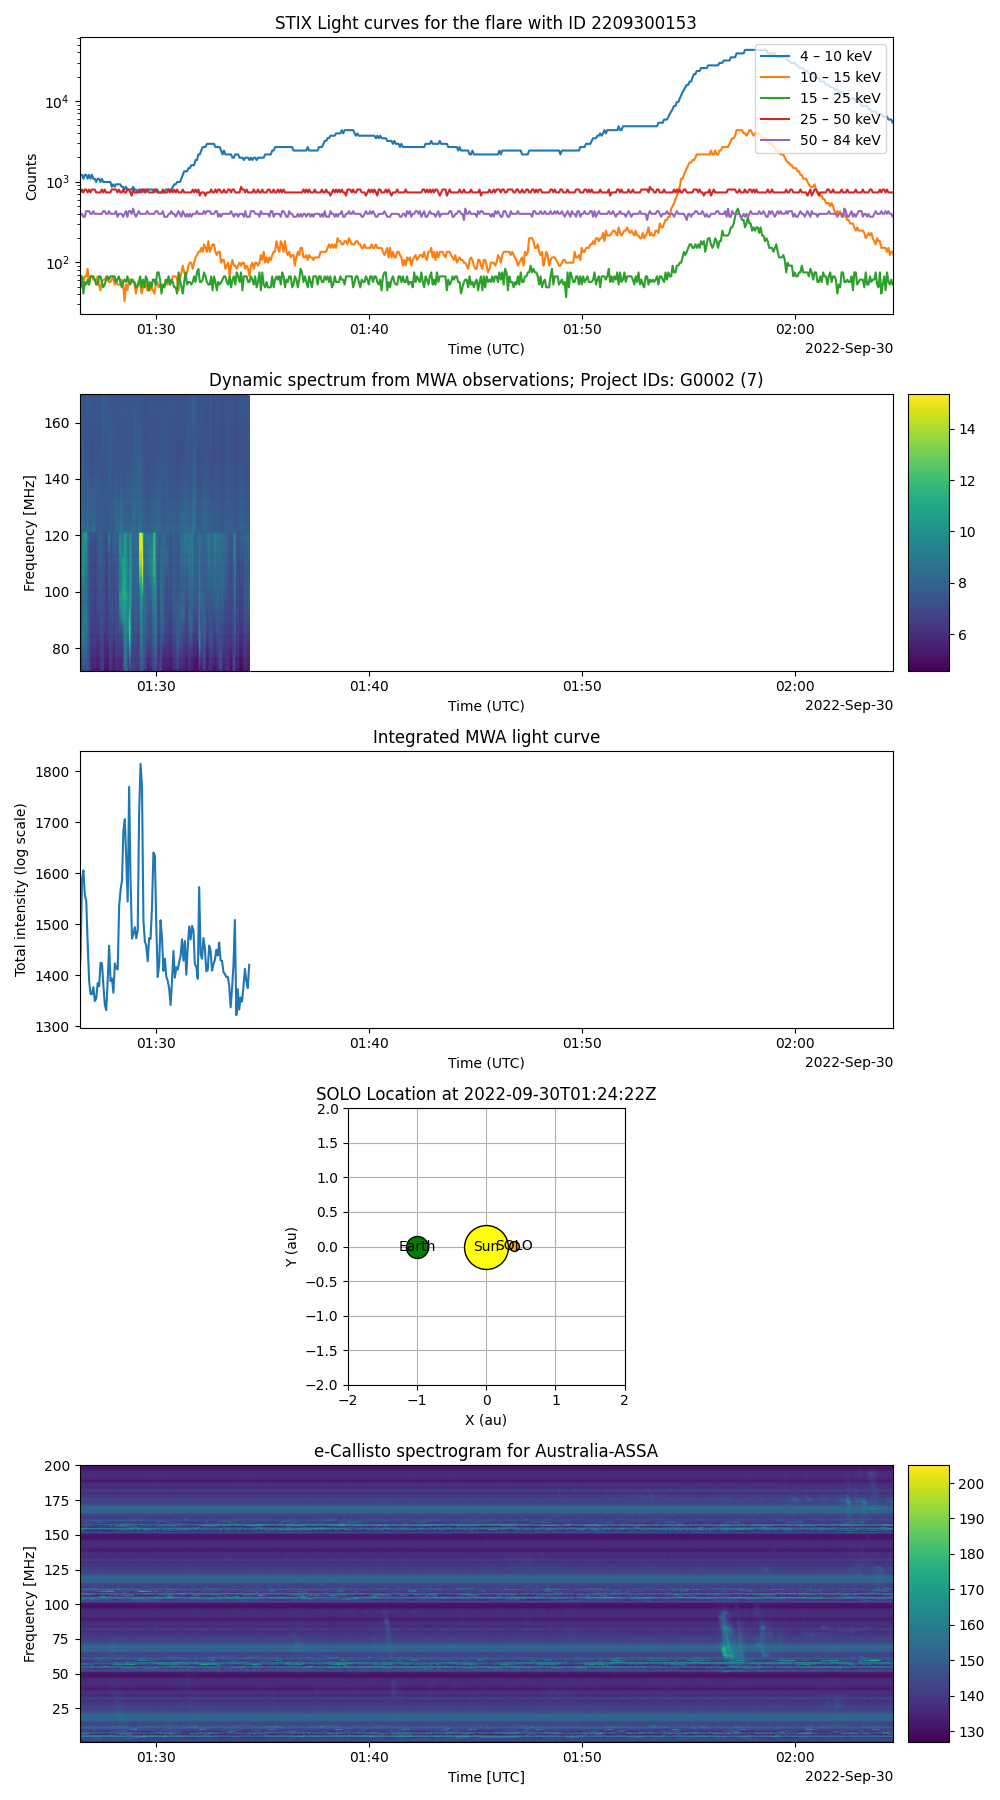 STIX Light curves for the flare with ID 2209300153
4 – 10 keV
10 – 15 keV
15 – 25 keV
25 – 50 keV
50 – 84 keV
Counts
10⁴
10³
10²
01:30 01:40 01:50 02:00
Time (UTC)
2022-Sep-30
Dynamic spectrum from MWA observations; Project IDs: G0002 (7)
Frequency [MHz]
160
140
120
100
80
14
12
10
8
6
01:30 01:40 01:50 02:00
Time (UTC)
2022-Sep-30
Integrated MWA light curve
Total intensity (log scale)
1800
1700
1600
1500
1400
1300
01:30 01:40 01:50 02:00
Time (UTC)
2022-Sep-30
SOLO Location at 2022-09-30T01:24:22Z
Y (au)
2.0
1.5
1.0
0.5
0.0
−0.5
−1.0
−1.5
−2.0
Earth Sun SOLO
−2 −1 0 1 2
X (au)
e-Callisto spectrogram for Australia-ASSA
Frequency [MHz]
200
175
150
125
100
75
50
25
200
190
180
170
160
150
140
130
01:30 01:40 01:50 02:00
Time [UTC]
2022-Sep-30